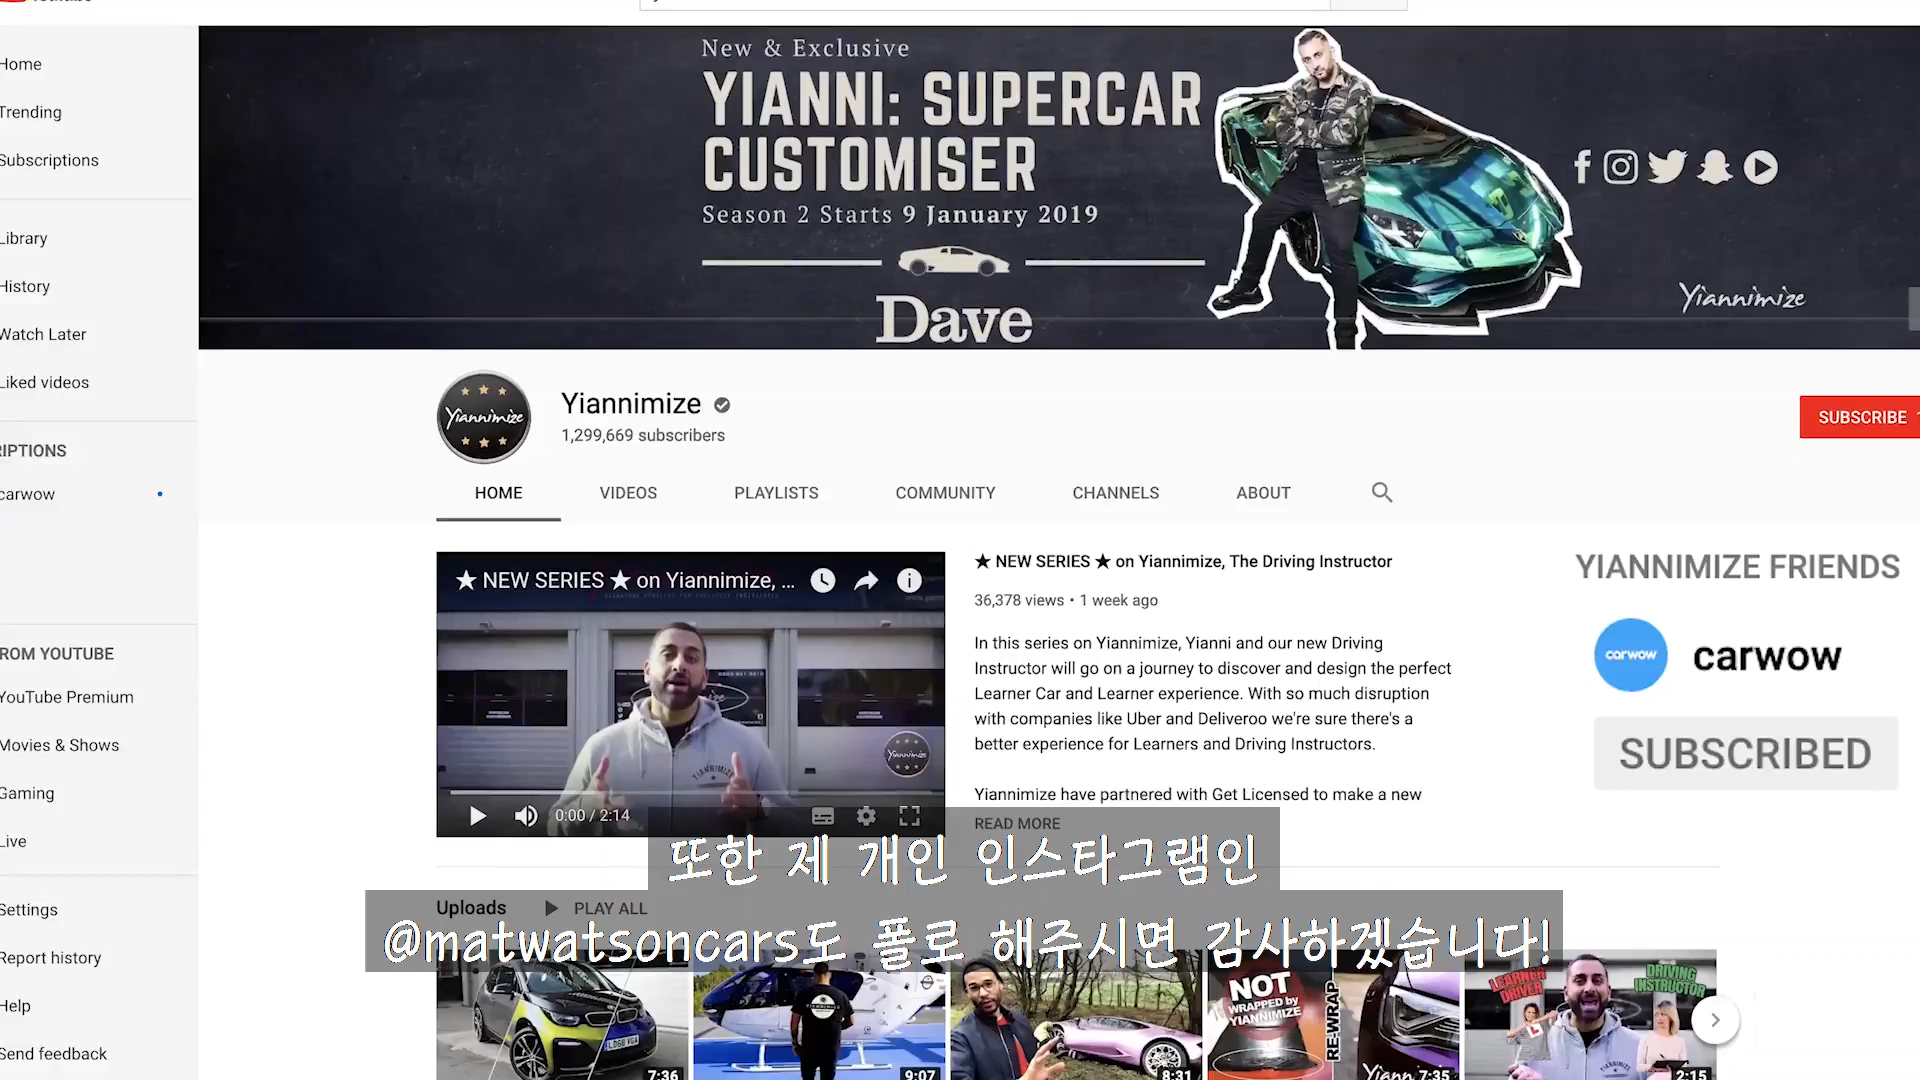 Home
Trending
Subscriptions
Library
History
Watch Later
Liked videos
RIPTIONS
carwow
ROM YOUTUBE
YouTube Premium
Movies & Shows
Gaming
Live
Settings
Report history
Help
Send feedback
New & Exclusive
YIANNI: SUPERCAR
CUSTOMISER
Season 2 Starts 9 January 2019
Dave
Yiannimize
Yiannimize
Yiannimize
1,299,669 subscribers
SUBSCRIBE 1
HOME
VIDEOS
PLAYLISTS
COMMUNITY
CHANNELS
ABOUT
★ NEW SERIES ★ on Yiannimize, ...
YIANNIMIZE
Yiannimize
0:00 / 2:14
★ NEW SERIES ★ on Yiannimize, The Driving Instructor
36,378 views • 1 week ago
In this series on Yiannimize, Yianni and our new Driving
Instructor will go on a journey to discover and design the perfect
Learner Car and Learner experience. With so much disruption
with companies like Uber and Deliveroo we're sure there's a
better experience for Learners and Driving Instructors.
Yiannimize have partnered with Get Licensed to make a new
READ MORE
YIANNIMIZE FRIENDS
carwow
carwow
SUBSCRIBED
또한 제 개인 인스타그램인
@matwatsoncars도 폴로 해주시면 감사하겠습니다!
Uploads
PLAY ALL
LD68 VGA
7:36
9:07
8:31
NOT
WRAPPED by
YIANNIMIZE
RE-WRAP
Yiann
7:35
LEARNER
DRIVER
DRIVING
INSTRUCTOR
2:15